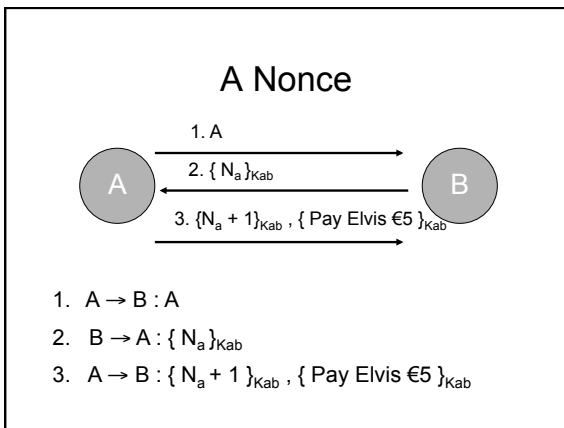 A Nonce
1. A
A
2. { Nₐ }Kab
B
3. {Nₐ + 1}Kab , { Pay Elvis €5 }Kab
1. A → B : A
2. B → A : { Nₐ }Kab
3. A → B : { Nₐ + 1 }Kab , { Pay Elvis €5 }Kab